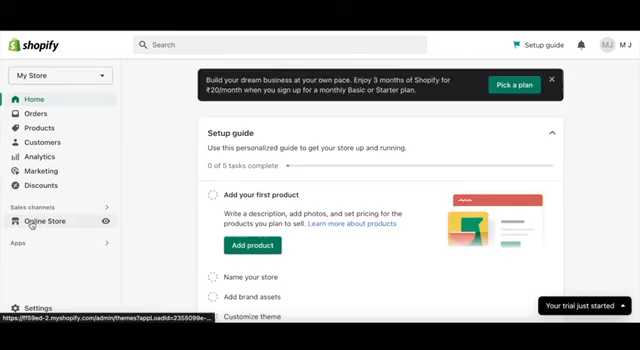 shopify
Search
Setup guide
MJ
M J
My Store
Home
Orders
Products
Customers
Analytics
Marketing
Discounts
Sales channels
Online Store
Apps
Settings
Build your dream business at your own pace. Enjoy 3 months of Shopify for
₹20/month when you sign up for a monthly Basic or Starter plan.
Pick a plan
Setup guide
Use this personalized guide to get your store up and running.
0 of 5 tasks complete
Add your first product
Write a description, add photos, and set pricing for the
products you plan to sell. Learn more about products
Add product
Name your store
Add brand assets
Customize theme
Your trial just started
https://ff59ed-2.myshopify.com/admin/themes?appLoadId=2355099e-...